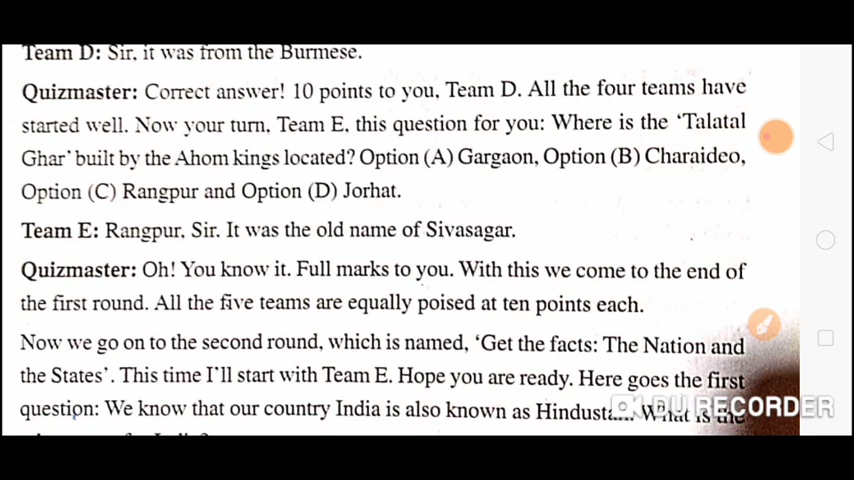 Team D: Sir, it was from the Burmese.
Quizmaster: Correct answer! 10 points to you, Team D. All the four teams have
started well. Now your turn, Team E, this question for you: Where is the ‘Talatal
Ghar’ built by the Ahom kings located? Option (A) Gargaon, Option (B) Charaideo,
Option (C) Rangpur and Option (D) Jorhat.
Team E: Rangpur, Sir. It was the old name of Sivasagar.
Quizmaster: Oh! You know it. Full marks to you. With this we come to the end of
the first round. All the five teams are equally poised at ten points each.
Now we go on to the second round, which is named, ‘Get the facts: The Nation and
the States’. This time I’ll start with Team E. Hope you are ready. Here goes the first
question: We know that our country India is also known as What is the
DU RECORDER